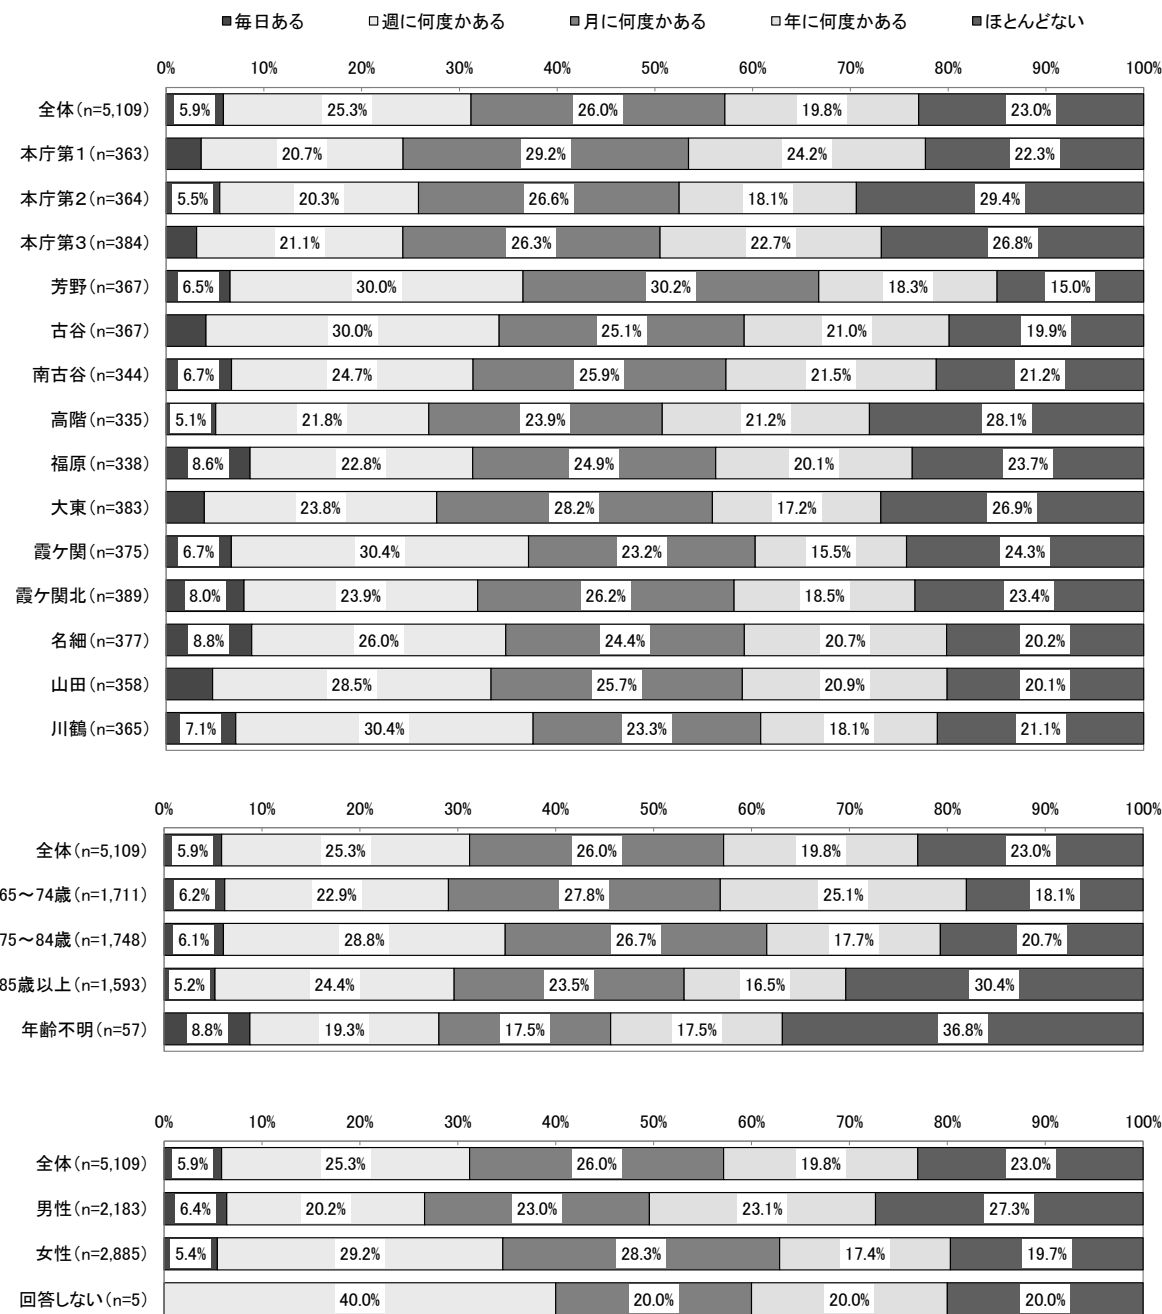 ■毎日ある □週に何度かある ■月に何度かある □年に何度かある ■ほとんどない
0% 10% 20% 30% 40% 50% 60% 70% 80% 90% 100%
全体（n=5,109） 5.9% 25.3% 26.0% 19.8% 23.0%
本庁第１（n=363） 20.7% 29.2% 24.2% 22.3%
本庁第２（n=364） 5.5% 20.3% 26.6% 18.1% 29.4%
本庁第３（n=384） 21.1% 26.3% 22.7% 26.8%
芳野（n=367） 6.5% 30.0% 30.2% 18.3% 15.0%
古谷（n=367） 30.0% 25.1% 21.0% 19.9%
南古谷（n=344） 6.7% 24.7% 25.9% 21.5% 21.2%
高階（n=335） 5.1% 21.8% 23.9% 21.2% 28.1%
福原（n=338） 8.6% 22.8% 24.9% 20.1% 23.7%
大東（n=383） 23.8% 28.2% 17.2% 26.9%
霞ケ関（n=375） 6.7% 30.4% 23.2% 15.5% 24.3%
霞ケ関北（n=389） 8.0% 23.9% 26.2% 18.5% 23.4%
名細（n=377） 8.8% 26.0% 24.4% 20.7% 20.2%
山田（n=358） 28.5% 25.7% 20.9% 20.1%
川鶴（n=365） 7.1% 30.4% 23.3% 18.1% 21.1%
0% 10% 20% 30% 40% 50% 60% 70% 80% 90% 100%
全体（n=5,109） 5.9% 25.3% 26.0% 19.8% 23.0%
65～74歳（n=1,711） 6.2% 22.9% 27.8% 25.1% 18.1%
75～84歳（n=1,748） 6.1% 28.8% 26.7% 17.7% 20.7%
85歳以上（n=1,593） 5.2% 24.4% 23.5% 16.5% 30.4%
年齢不明（n=57） 8.8% 19.3% 17.5% 17.5% 36.8%
0% 10% 20% 30% 40% 50% 60% 70% 80% 90% 100%
全体（n=5,109） 5.9% 25.3% 26.0% 19.8% 23.0%
男性（n=2,183） 6.4% 20.2% 23.0% 23.1% 27.3%
女性（n=2,885） 5.4% 29.2% 28.3% 17.4% 19.7%
回答しない（n=5） 40.0% 20.0% 20.0% 20.0%